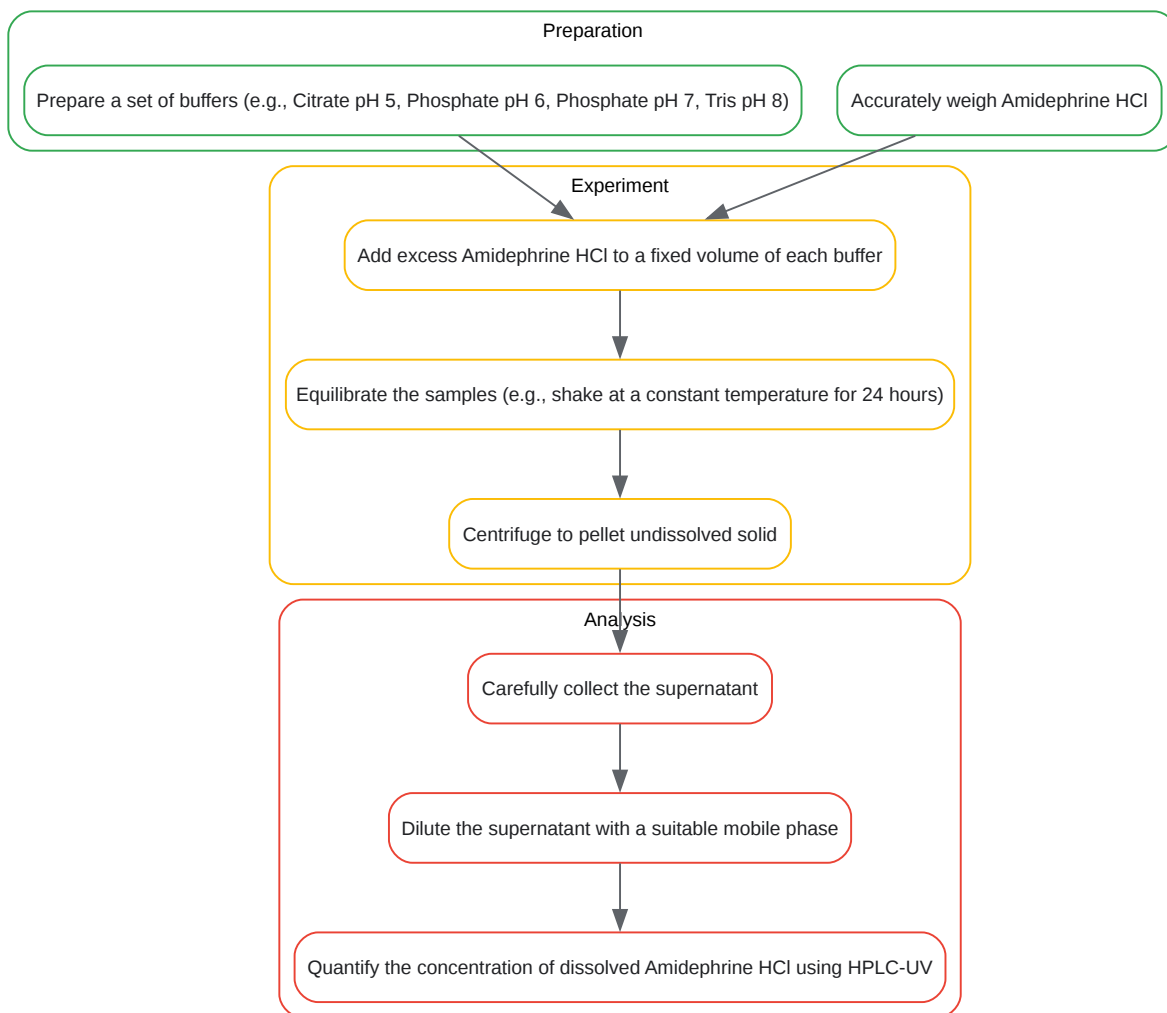 Preparation
Prepare a set of buffers (e.g., Citrate pH 5, Phosphate pH 6, Phosphate pH 7, Tris pH 8)
Accurately weigh Amidephrine HCl
Experiment
Add excess Amidephrine HCl to a fixed volume of each buffer
Equilibrate the samples (e.g., shake at a constant temperature for 24 hours)
Centrifuge to pellet undissolved solid
Analysis
Carefully collect the supernatant
Dilute the supernatant with a suitable mobile phase
Quantify the concentration of dissolved Amidephrine HCl using HPLC-UV